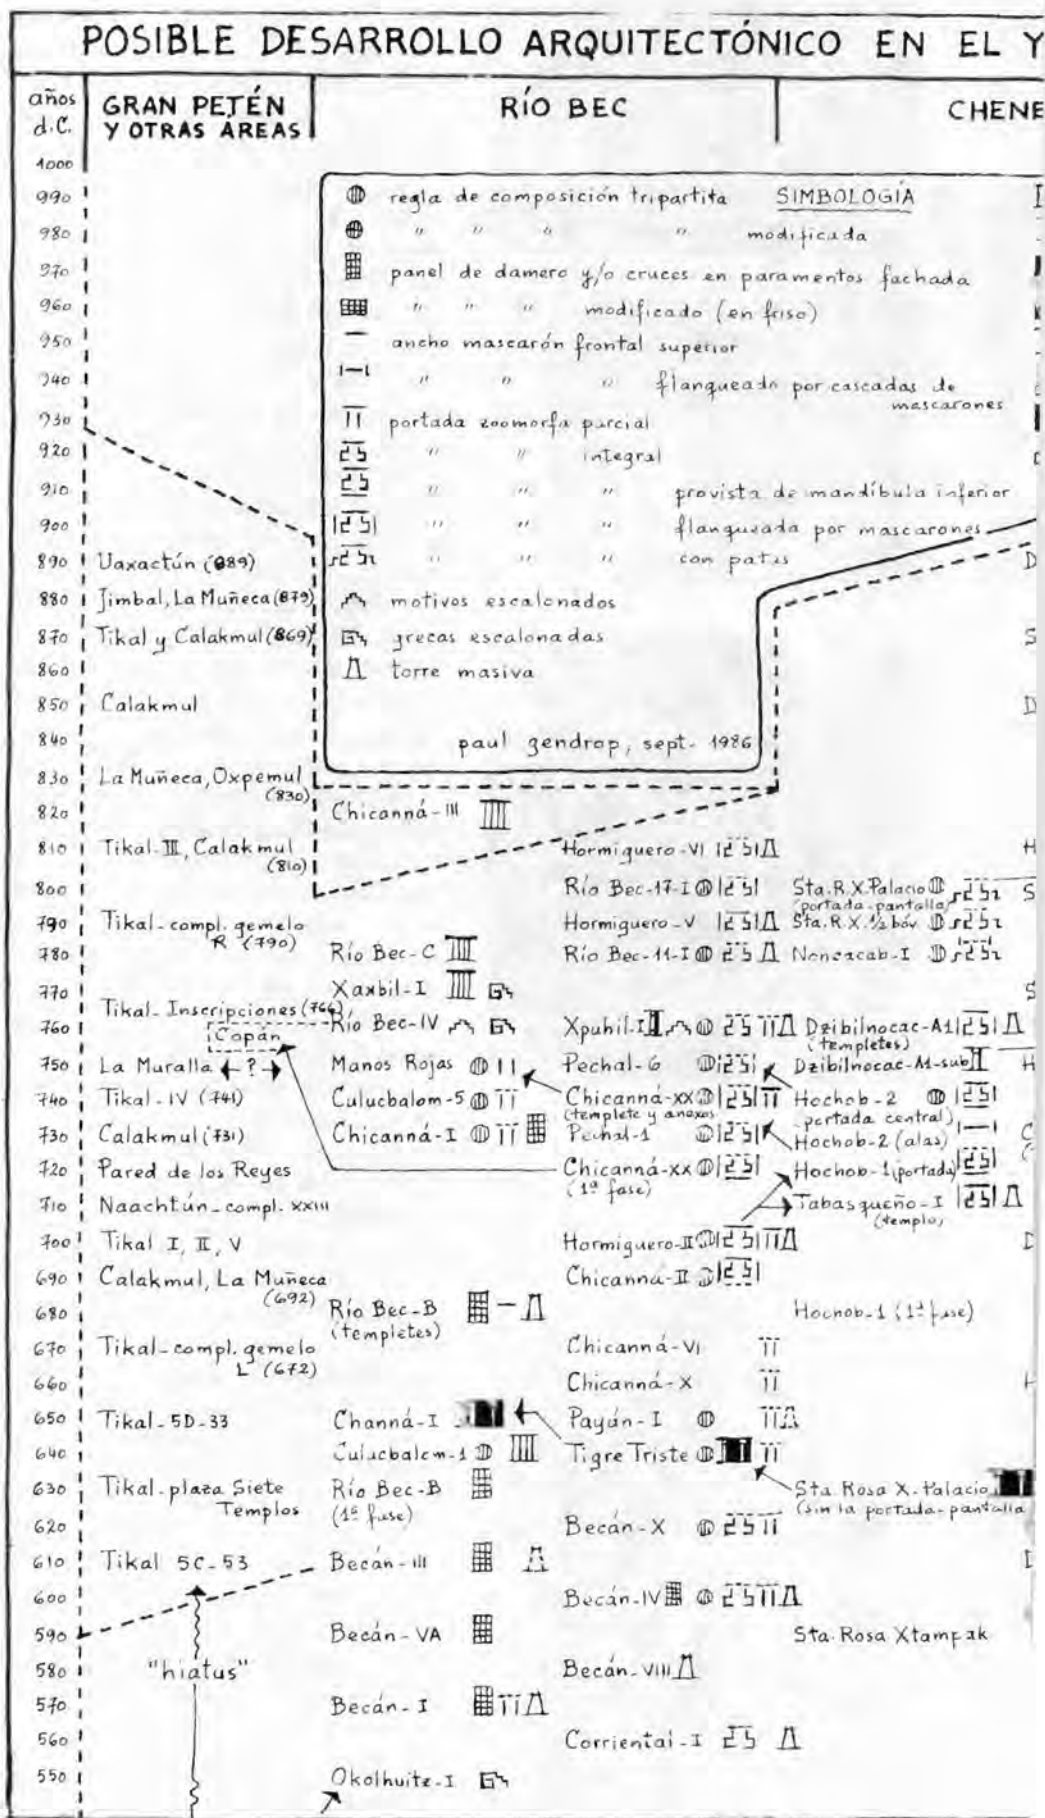 POSIBLE DESARROLLO ARQUITECTÓNICO EN EL Y
años d.C.
GRAN PETÉN Y OTRAS ÁREAS
RÍO BEC
CHENE
1000
990
980
970
960
950
940
930
920
910
900
890
880
870
860
850
840
830
820
810
800
790
780
770
760
750
740
730
720
710
700
690
680
670
660
650
640
630
620
610
600
590
580
570
560
550
SIMBOLOGÍA
regla de composición tripartita
" " " " modificada
panel de damero y/o cruces en paramentos fachada
" " " modificado (en friso)
ancho mascarón frontal superior
" " " flanqueado por cascadas de
mascarones
portada zoomorfa parcial
" " integral
" " " provista de mandíbula inferior
" " " flanqueada por mascarones
" " " con patas
motivos escalonados
grecas escalonadas
torre masiva
paul gendrop, sept. 1986
Uaxactún (889)
Jimbal, La Muñeca (879)
Tikal y Calakmul (869)
Calakmul
La Muñeca, Oxpemul
(830)
Tikal-III, Calakmul
(810)
Tikal-compl. gemelo
R (790)
Tikal-Inscripciones (766)
Copán
La Muralla ←?→
Tikal-IV (741)
Calakmul (731)
Pared de los Reyes
Naachtún-compl. XXIII
Tikal I, II, V
Calakmul, La Muñeca
(692)
Tikal-compl. gemelo
L (672)
Tikal-5D-33
Tikal-plaza Siete
Templos
Tikal 5C-53
"hiatus"
Chicanná-III
Río Bec-C
Xaxbil-I
Río Bec-IV
Manos Rojas
Culucbalom-5
Chicanná-I
Río Bec-B
(templetes)
Channá-I
Culucbalom-1
Río Bec-B
(1ª fase)
Becán-III
Becán-VA
Becán-I
Okolhuitz-I
Hormiguero-VI
Río Bec-17-I
Hormiguero-V
Río Bec-11-I
Xpuhil-I
Pechal-6
Chicanná-XX
(templete y anexos
Pechal-1
Chicanná-XX
(1ª fase)
Hormiguero-II
Chicanná-II
Chicanná-VI
Chicanná-X
Payán-I
Tigre Triste
Becán-X
Becán-IV
Becán-VIII
Corriental-I
Sta.R.X.Palacio
(portada-pantalla)
Sta.R.X.½ bóv.
Nohcacab-I
Dzibilnocac-A1
(templetes)
Dzibilnocac-A1-sub
Hochob-2
portada central)
Hochob-2 (alas)
Hochob-1 (portada)
Tabasqueño-I
(templo)
Hochob-1 (1ª fase)
Sta. Rosa X.-Palacio
(sin la portada-pantalla
Sta. Rosa Xtampak